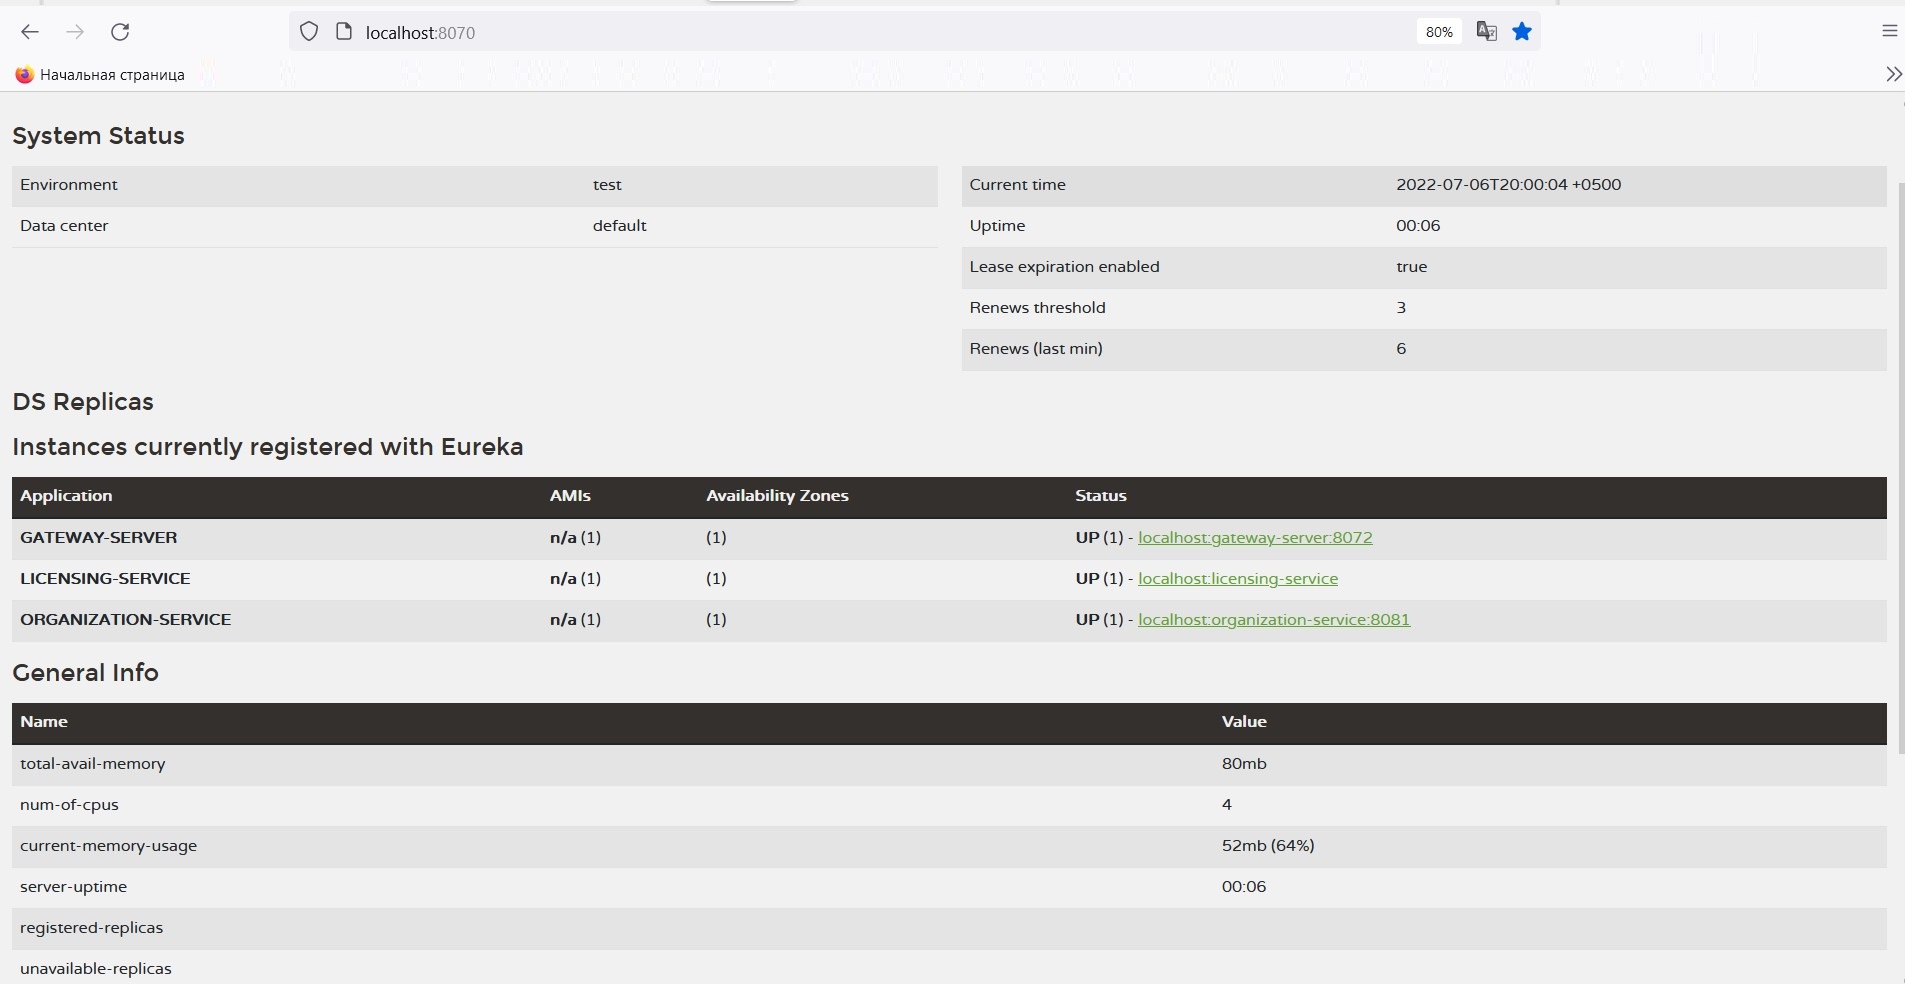 localhost:8070
80%
Начальная страница
System Status
Environment test
Data center default
Current time 2022-07-06T20:00:04 +0500
Uptime 00:06
Lease expiration enabled true
Renews threshold 3
Renews (last min) 6
DS Replicas
Instances currently registered with Eureka
Application AMIs Availability Zones Status
GATEWAY-SERVER n/a (1) (1) UP (1) - localhost:gateway-server:8072
LICENSING-SERVICE n/a (1) (1) UP (1) - localhost:licensing-service
ORGANIZATION-SERVICE n/a (1) (1) UP (1) - localhost:organization-service:8081
General Info
Name Value
total-avail-memory 80mb
num-of-cpus 4
current-memory-usage 52mb (64%)
server-uptime 00:06
registered-replicas
unavailable-replicas